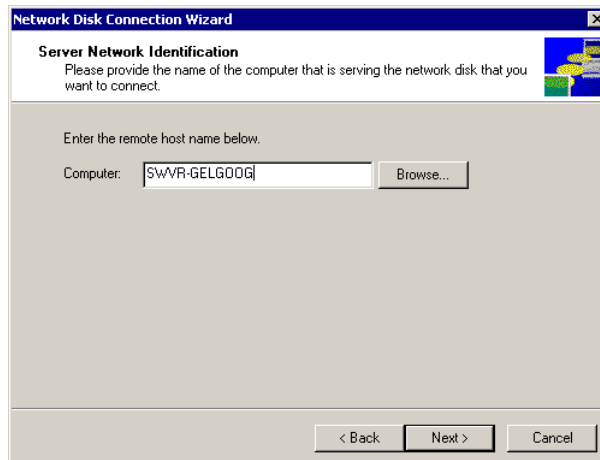 Network Disk Connection Wizard
Server Network Identification
Please provide the name of the computer that is serving the network disk that you
want to connect.
Enter the remote host name below.
Computer: SWVR-GELGOOG Browse...
< Back Next > Cancel